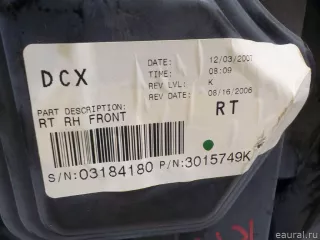 DCX
DATE: 12/03/2007
TIME: 08:09
REV LVL: K
REV DATE: 06/16/2006
PART DESCRIPTION:
RT RH FRONT
RT
S/N: 03184180 P/N: 3015749K
eaural.ru